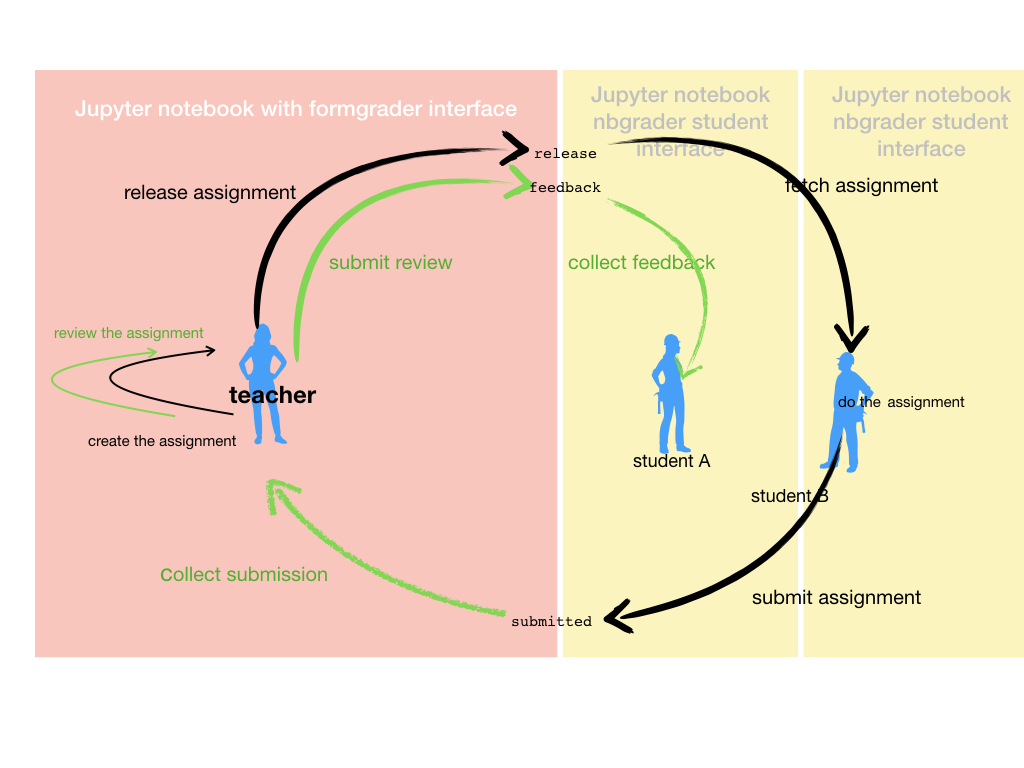 Jupyter notebook with formgrader interface
Jupyter notebook
nbgrader student
interface
Jupyter notebook
nbgrader student
interface
release
feedback
release assignment
fetch assignment
submit review
collect feedback
review the assignment
teacher
create the assignment
do the assignment
student A
student B
collect submission
submit assignment
submitted